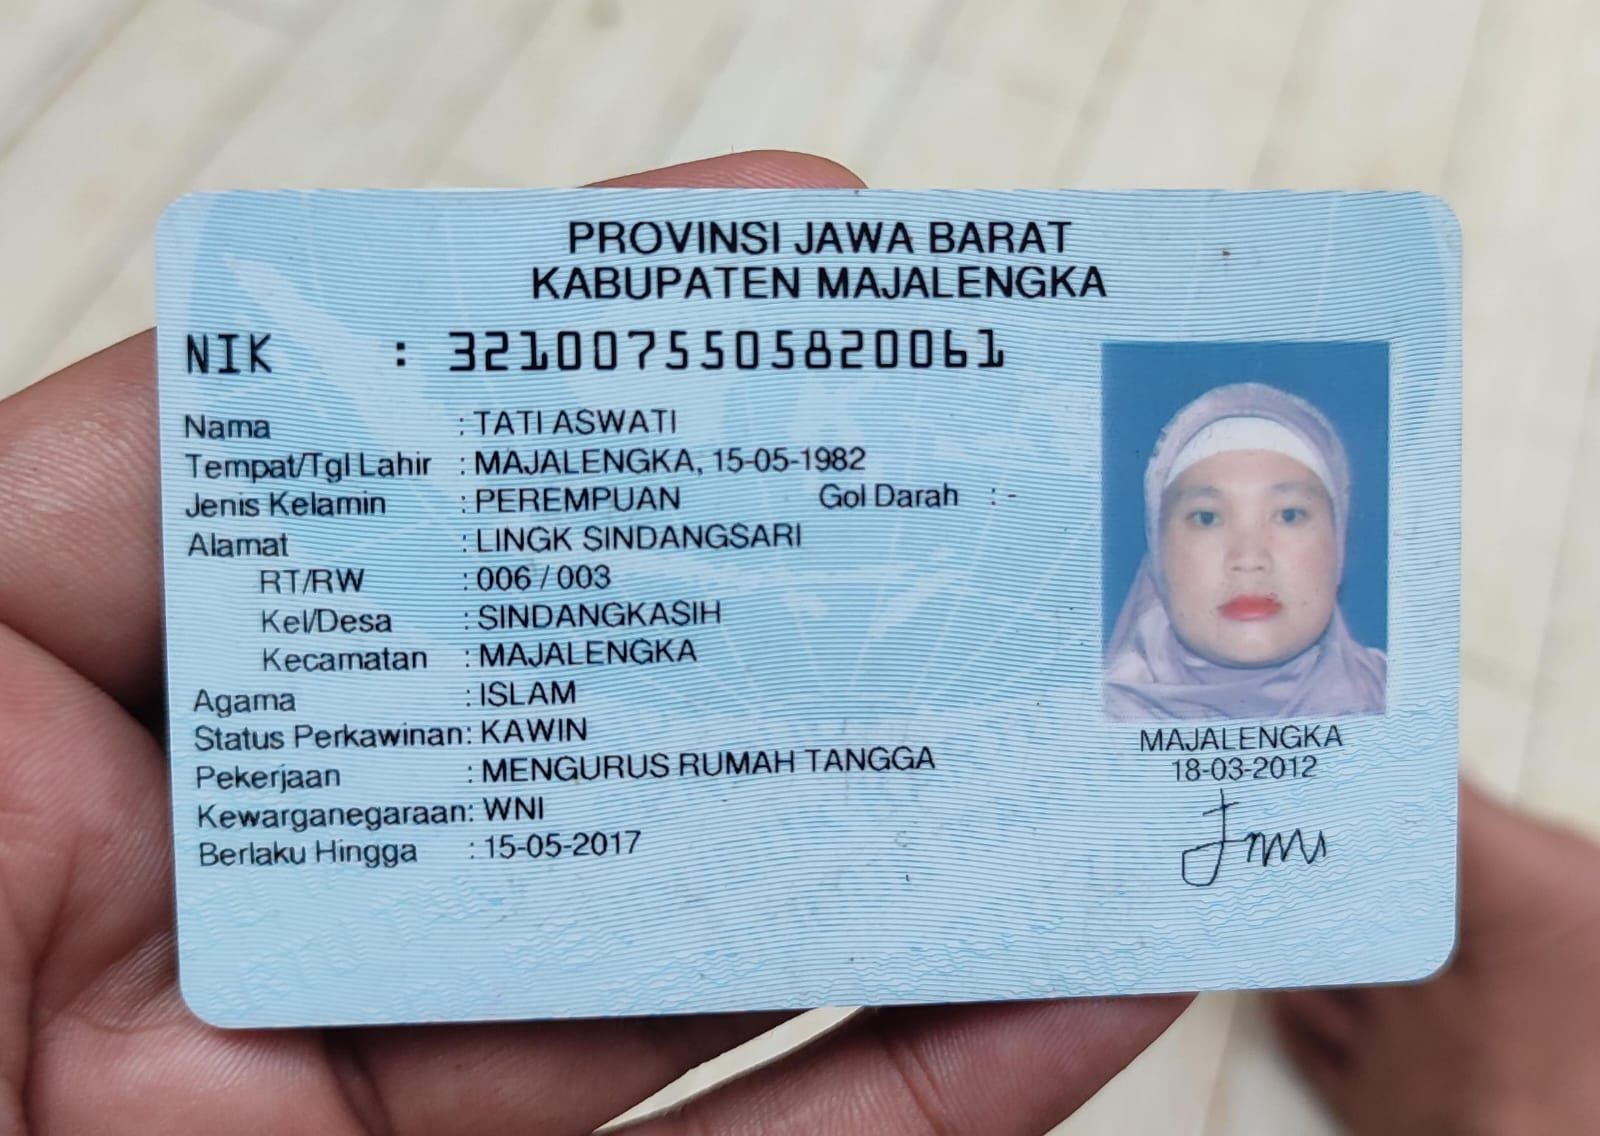 PROVINSI JAWA BARAT
KABUPATEN MAJALENGKA
NIK : 3210075505820061
Nama : TATI ASWATI
Tempat/Tgl Lahir : MAJALENGKA, 15-05-1982
Jenis Kelamin : PEREMPUAN Gol Darah : -
Alamat : LINGK SINDANGSARI
RT/RW : 006 / 003
Kel/Desa : SINDANGKASIH
Kecamatan : MAJALENGKA
Agama : ISLAM
Status Perkawinan: KAWIN
Pekerjaan : MENGURUS RUMAH TANGGA
Kewarganegaraan: WNI
Berlaku Hingga : 15-05-2017
MAJALENGKA
18-03-2012